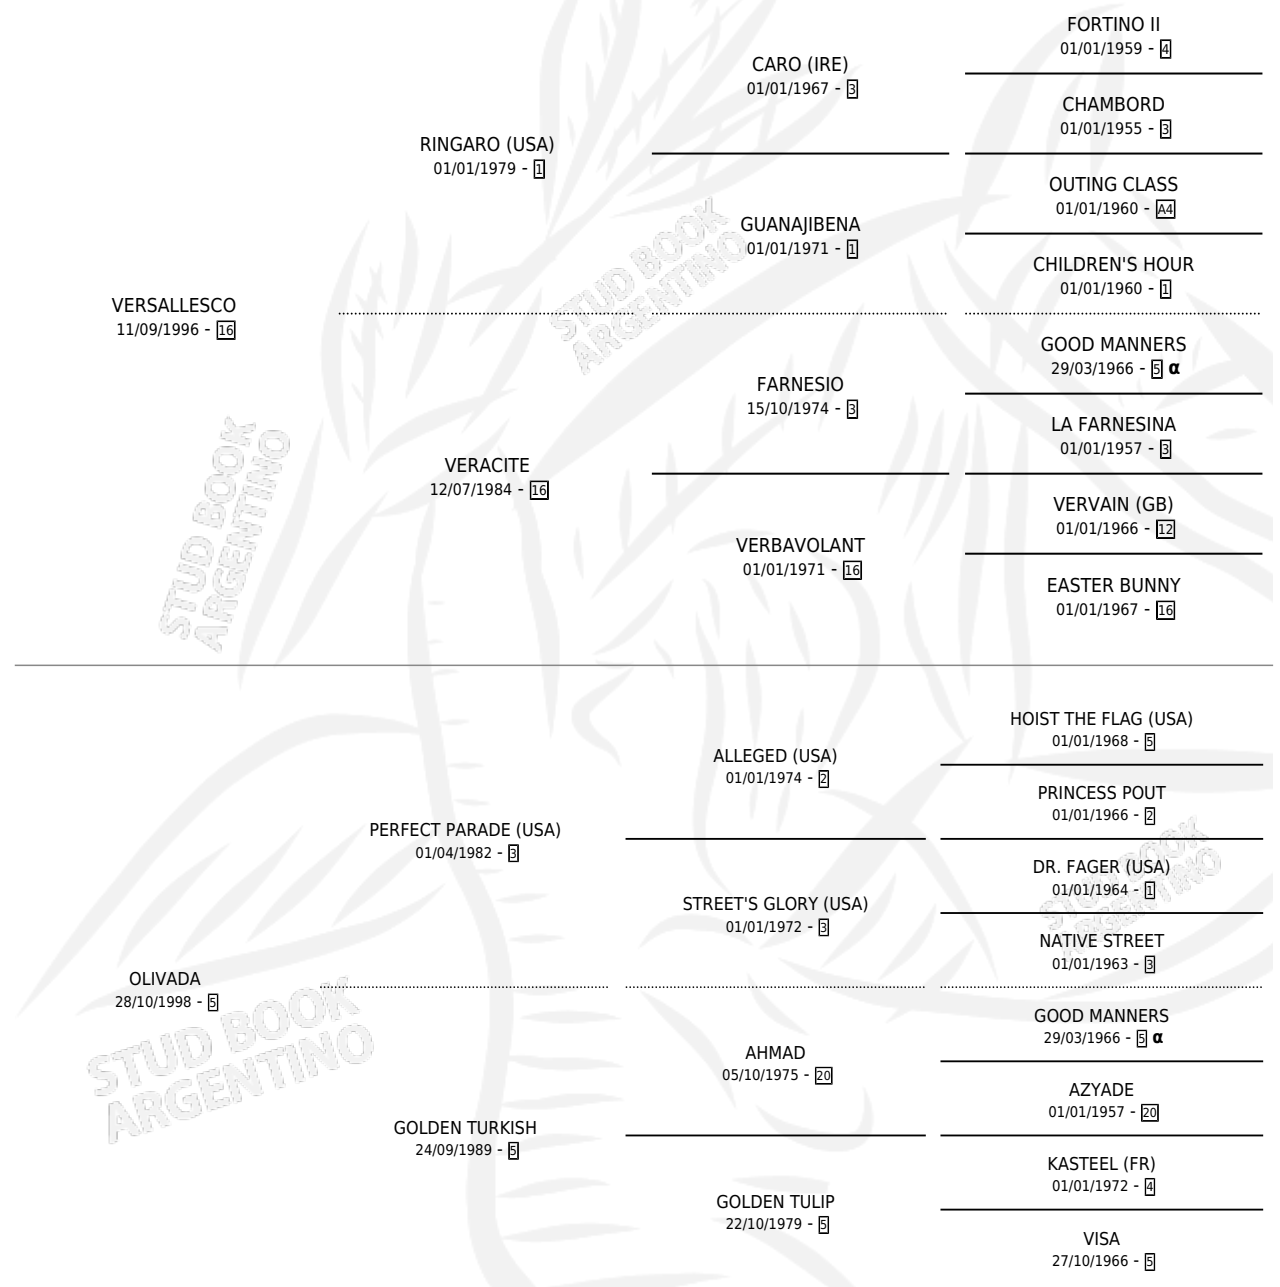 FORTINO II
01/01/1959 - 4
CARO (IRE)
01/01/1967 - 3
CHAMBORD
01/01/1955 - 3
RINGARO (USA)
01/01/1979 - 1
OUTING CLASS
01/01/1960 - A4
GUANAJIBENA
01/01/1971 - 1
CHILDREN'S HOUR
01/01/1960 - 1
VERSALLESCO
11/09/1996 - 16
GOOD MANNERS
29/03/1966 - 5 α
FARNESIO
15/10/1974 - 3
LA FARNESINA
01/01/1957 - 3
VERACITE
12/07/1984 - 16
VERVAIN (GB)
01/01/1966 - 12
VERBAVOLANT
01/01/1971 - 16
EASTER BUNNY
01/01/1967 - 16
STUD BOOK
ARGENTINO
STUD BOOK
ARGENTINO
HOIST THE FLAG (USA)
01/01/1968 - 5
ALLEGED (USA)
01/01/1974 - 2
PRINCESS POUT
01/01/1966 - 2
PERFECT PARADE (USA)
01/04/1982 - 3
DR. FAGER (USA)
01/01/1964 - 1
STREET'S GLORY (USA)
01/01/1972 - 3
NATIVE STREET
01/01/1963 - 3
OLIVADA
28/10/1998 - 5
GOOD MANNERS
29/03/1966 - 5 α
AHMAD
05/10/1975 - 20
AZYADE
01/01/1957 - 20
GOLDEN TURKISH
24/09/1989 - 5
KASTEEL (FR)
01/01/1972 - 4
GOLDEN TULIP
22/10/1979 - 5
VISA
27/10/1966 - 5
STUD BOOK
ARGENTINO
STUD BOOK
ARGENTINO